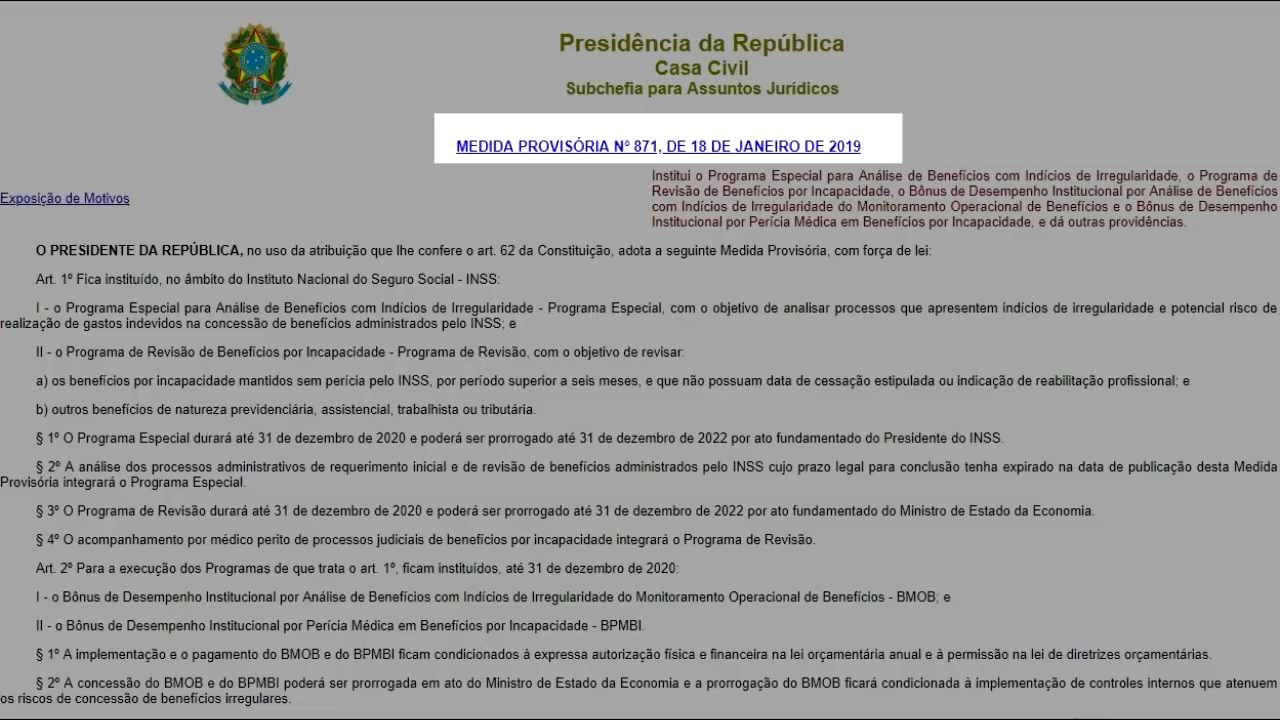 Presidência da República
Casa Civil
Subchefia para Assuntos Jurídicos
MEDIDA PROVISÓRIA Nº 871, DE 18 DE JANEIRO DE 2019
Exposição de Motivos
Institui o Programa Especial para Análise de Benefícios com Indícios de Irregularidade, o Programa de
Revisão de Benefícios por Incapacidade, o Bônus de Desempenho Institucional por Análise de Benefícios
com Indícios de Irregularidade do Monitoramento Operacional de Benefícios e o Bônus de Desempenho
Institucional por Perícia Médica em Benefícios por Incapacidade, e dá outras providências.
O PRESIDENTE DA REPÚBLICA, no uso da atribuição que lhe confere o art. 62 da Constituição, adota a seguinte Medida Provisória, com força de lei:
Art. 1º Fica instituído, no âmbito do Instituto Nacional do Seguro Social - INSS:
I - o Programa Especial para Análise de Benefícios com Indícios de Irregularidade - Programa Especial, com o objetivo de analisar processos que apresentem indícios de irregularidade e potencial risco de
realização de gastos indevidos na concessão de benefícios administrados pelo INSS; e
II - o Programa de Revisão de Benefícios por Incapacidade - Programa de Revisão, com o objetivo de revisar:
a) os benefícios por incapacidade mantidos sem perícia pelo INSS, por período superior a seis meses, e que não possuam data de cessação estipulada ou indicação de reabilitação profissional; e
b) outros benefícios de natureza previdenciária, assistencial, trabalhista ou tributária.
§ 1º O Programa Especial durará até 31 de dezembro de 2020 e poderá ser prorrogado até 31 de dezembro de 2022 por ato fundamentado do Presidente do INSS.
§ 2º A análise dos processos administrativos de requerimento inicial e de revisão de benefícios administrados pelo INSS cujo prazo legal para conclusão tenha expirado na data de publicação desta Medida
Provisória integrará o Programa Especial.
§ 3º O Programa de Revisão durará até 31 de dezembro de 2020 e poderá ser prorrogado até 31 de dezembro de 2022 por ato fundamentado do Ministro de Estado da Economia.
§ 4º O acompanhamento por médico perito de processos judiciais de benefícios por incapacidade integrará o Programa de Revisão.
Art. 2º Para a execução dos Programas de que trata o art. 1º, ficam instituídos, até 31 de dezembro de 2020:
I - o Bônus de Desempenho Institucional por Análise de Benefícios com Indícios de Irregularidade do Monitoramento Operacional de Benefícios - BMOB; e
II - o Bônus de Desempenho Institucional por Perícia Médica em Benefícios por Incapacidade - BPMBI.
§ 1º A implementação e o pagamento do BMOB e do BPMBI ficam condicionados à expressa autorização física e financeira na lei orçamentária anual e à permissão na lei de diretrizes orçamentárias.
§ 2º A concessão do BMOB e do BPMBI poderá ser prorrogada em ato do Ministro de Estado da Economia e a prorrogação do BMOB ficará condicionada à implementação de controles internos que atenuem
os riscos de concessão de benefícios irregulares.